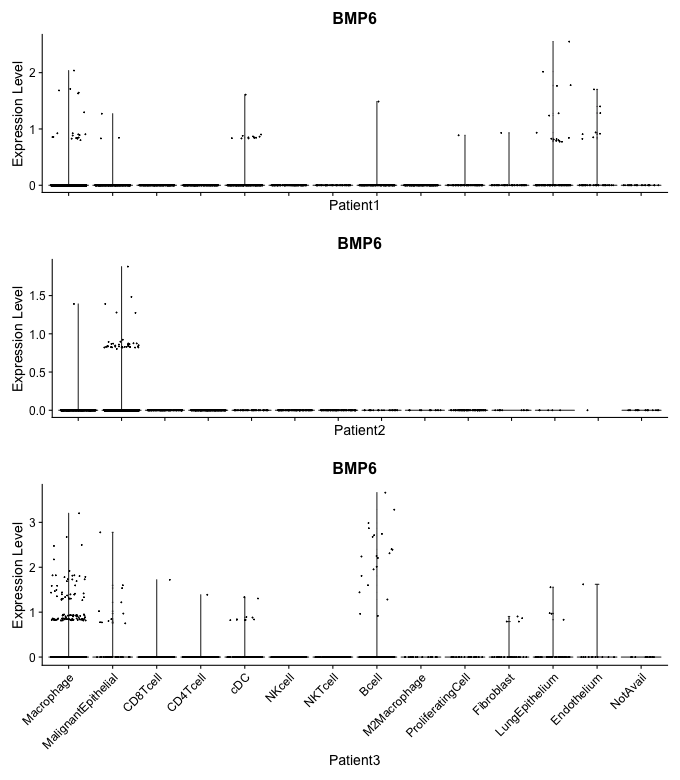 BMP6
Expression Level
2
1
0
Patient1
BMP6
Expression Level
1.5
1.0
0.5
0.0
Patient2
BMP6
Expression Level
3
2
1
0
Macrophage
MalignantEpithelial
CD8Tcell
CD4Tcell
cDC
NKcell
NKTcell
Bcell
M2Macrophage
ProliferatingCell
Fibroblast
LungEpithelium
Endothelium
NotAvail
Patient3